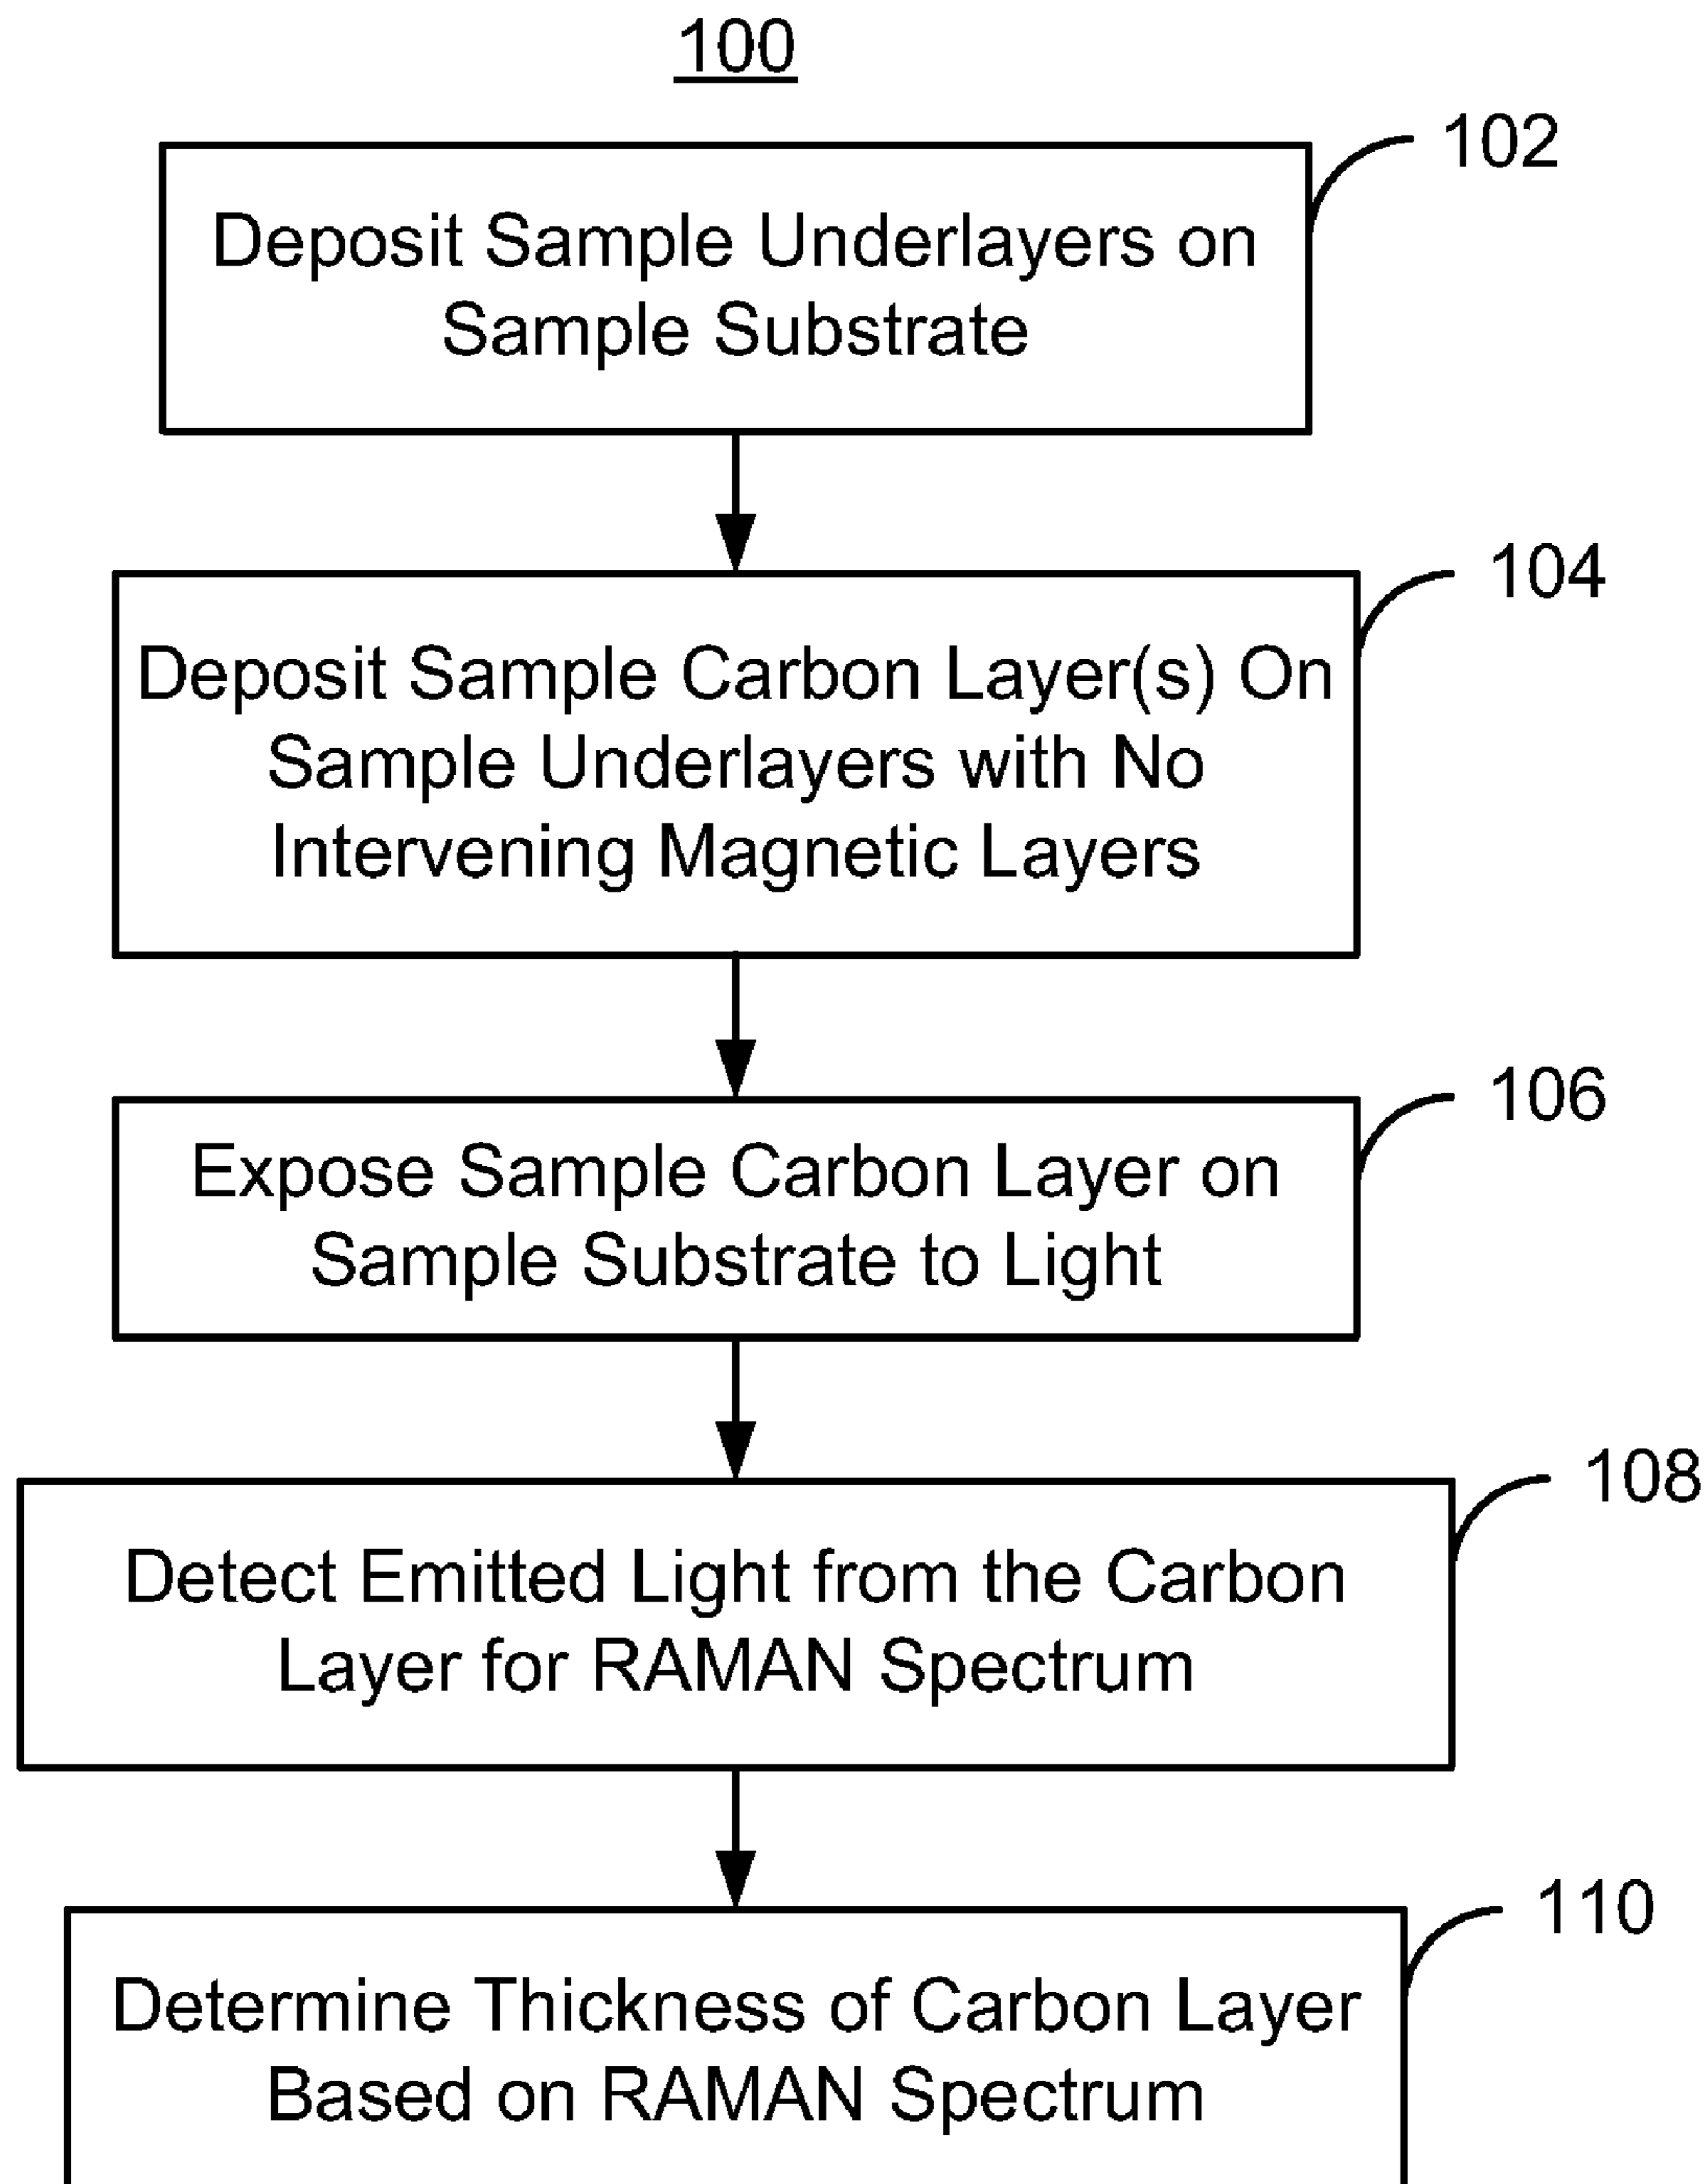 100
102
Deposit Sample Underlayers on
Sample Substrate
104
Deposit Sample Carbon Layer(s) On
Sample Underlayers with No
Intervening Magnetic Layers
106
Expose Sample Carbon Layer on
Sample Substrate to Light
108
Detect Emitted Light from the Carbon
Layer for RAMAN Spectrum
110
Determine Thickness of Carbon Layer
Based on RAMAN Spectrum